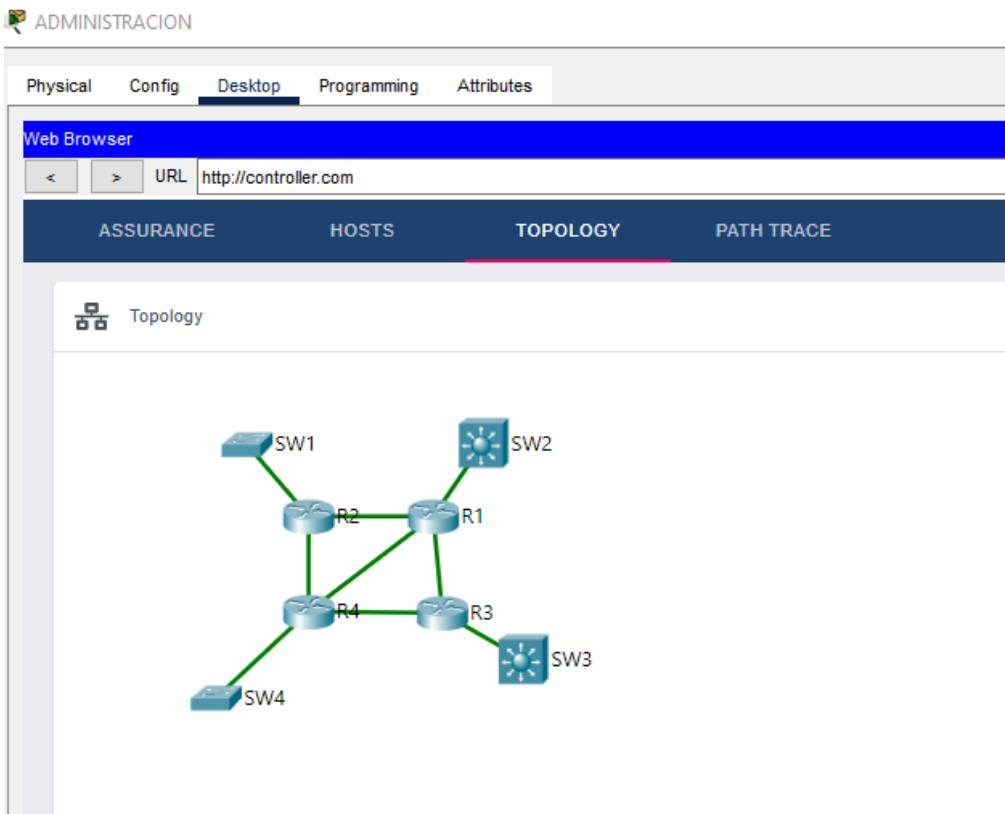 ADMINISTRACION
Physical Config Desktop Programming Attributes
Web Browser
< > URL http://controller.com
ASSURANCE HOSTS TOPOLOGY PATH TRACE
Topology
SW1 SW2
R2 R1
R4 R3
SW3
SW4